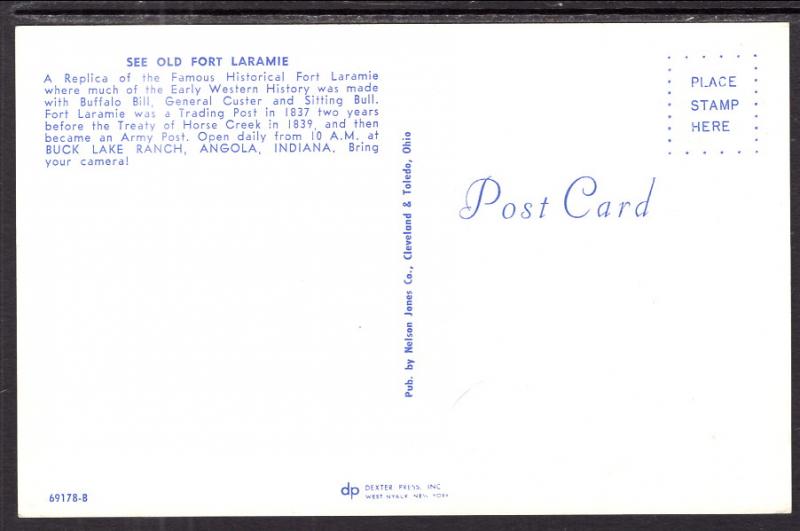 SEE OLD FORT LARAMIE
A Replica of the Famous Historical Fort Laramie
where much of the Early Western History was made
with Buffalo Bill, General Custer and Sitting Bull.
Fort Laramie was a Trading Post in 1837 two years
before the Treaty of Horse Creek in 1839, and then
became an Army Post. Open daily from 10 A.M. at
BUCK LAKE RANCH, ANGOLA, INDIANA. Bring
your camera!
Pub. by Nelson Jones Co., Cleveland & Toledo, Ohio
PLACE
STAMP
HERE
Post Card
69178-B
dp DEXTER PRESS, INC
WEST NYACK, NEW YORK